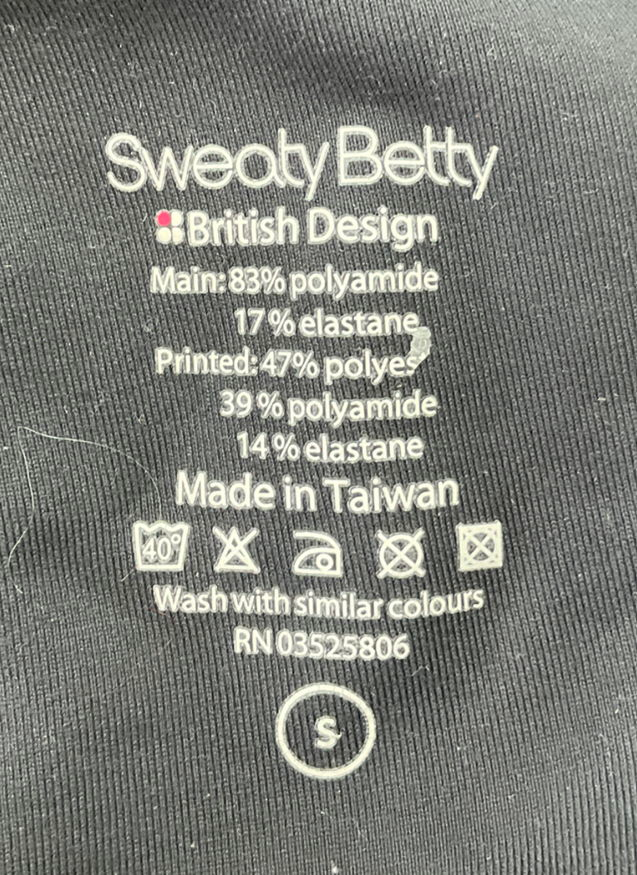 Sweaty Betty
British Design
Main: 83% polyamide
17% elastane
Printed: 47%
39% polyamide
14% elastane
Made in Taiwan
40°
Wash with similar colours
RN 03525806
S